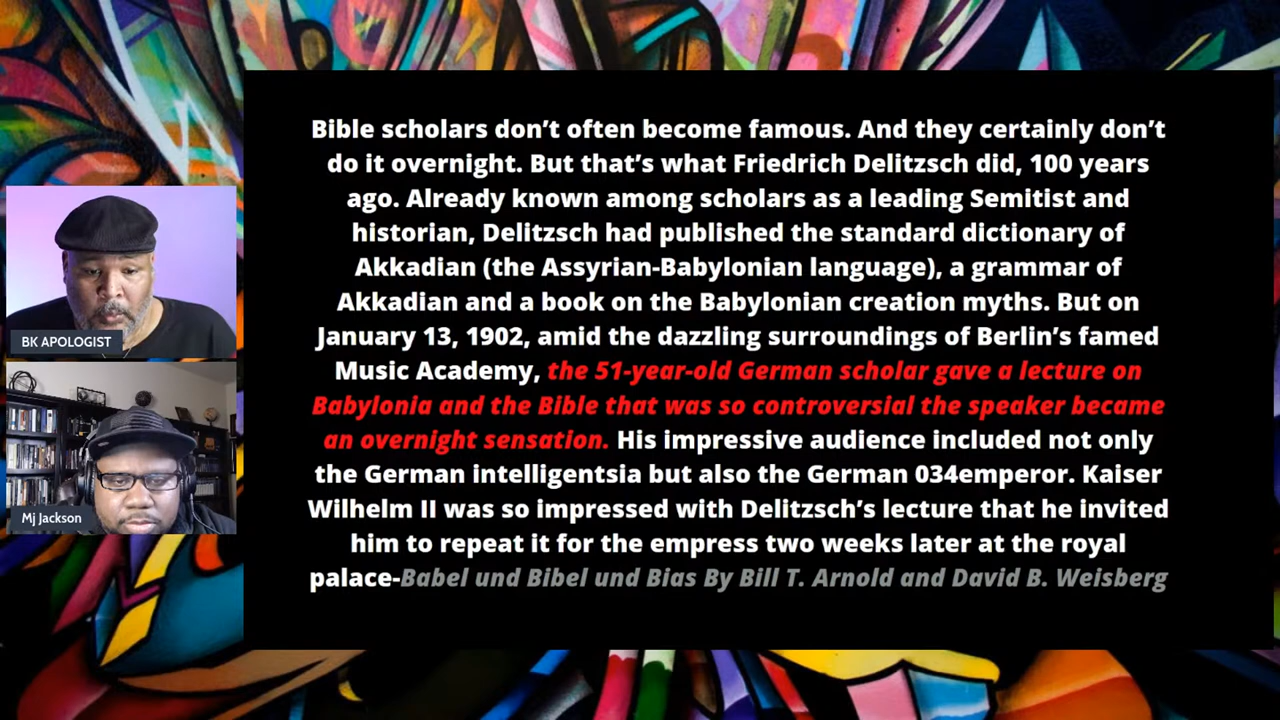 Bible scholars don't often become famous. And they certainly don't
do it overnight. But that's what Friedrich Delitzsch did, 100 years
ago. Already known among scholars as a leading Semitist and
historian, Delitzsch had published the standard dictionary of
Akkadian (the Assyrian-Babylonian language), a grammar of
Akkadian and a book on the Babylonian creation myths. But on
January 13, 1902, amid the dazzling surroundings of Berlin's famed
Music Academy, the 51-year-old German scholar gave a lecture on
Babylonia and the Bible that was so controversial the speaker became
an overnight sensation. His impressive audience included not only
the German intelligentsia but also the German 034emperor. Kaiser
Wilhelm II was so impressed with Delitzsch's lecture that he invited
him to repeat it for the empress two weeks later at the royal
palace-Babel und Bibel und Bias By Bill T. Arnold and David B. Weisberg
BK APOLOGIST
Mj Jackson